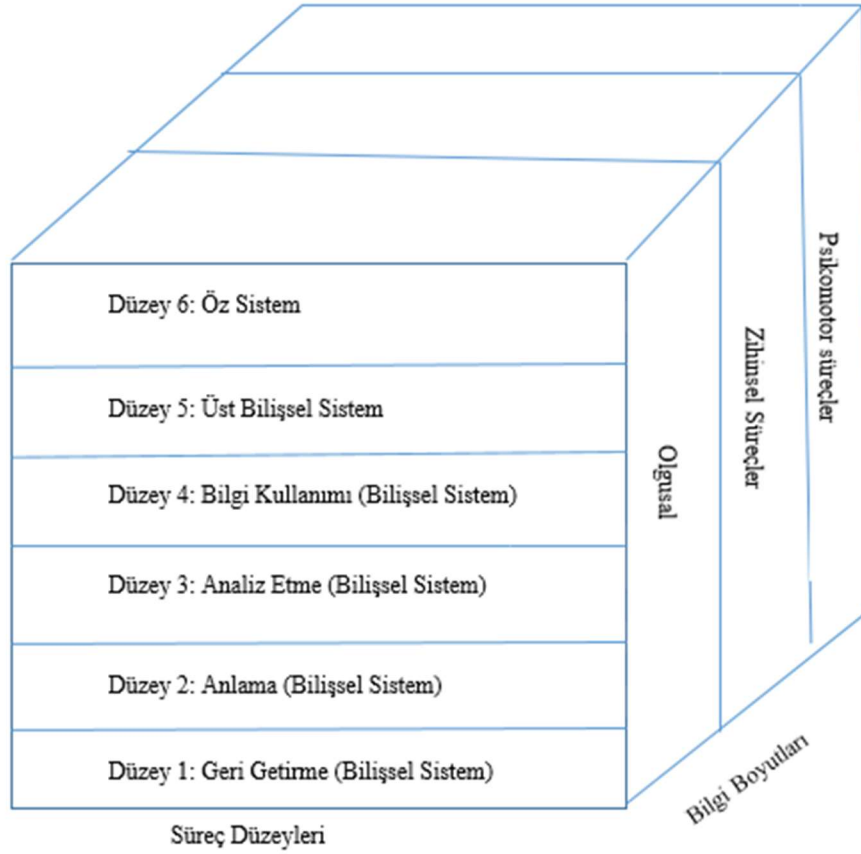 Düzey 6: Öz Sistem
Düzey 5: Üst Bilişsel Sistem
Düzey 4: Bilgi Kullanımı (Bilişsel Sistem)
Düzey 3: Analiz Etme (Bilişsel Sistem)
Düzey 2: Anlama (Bilişsel Sistem)
Düzey 1: Geri Getirme (Bilişsel Sistem)
Süreç Düzeyleri
Olgusal
Zihinsel Süreçler
Psikomotor süreçler
Bilgi Boyutları